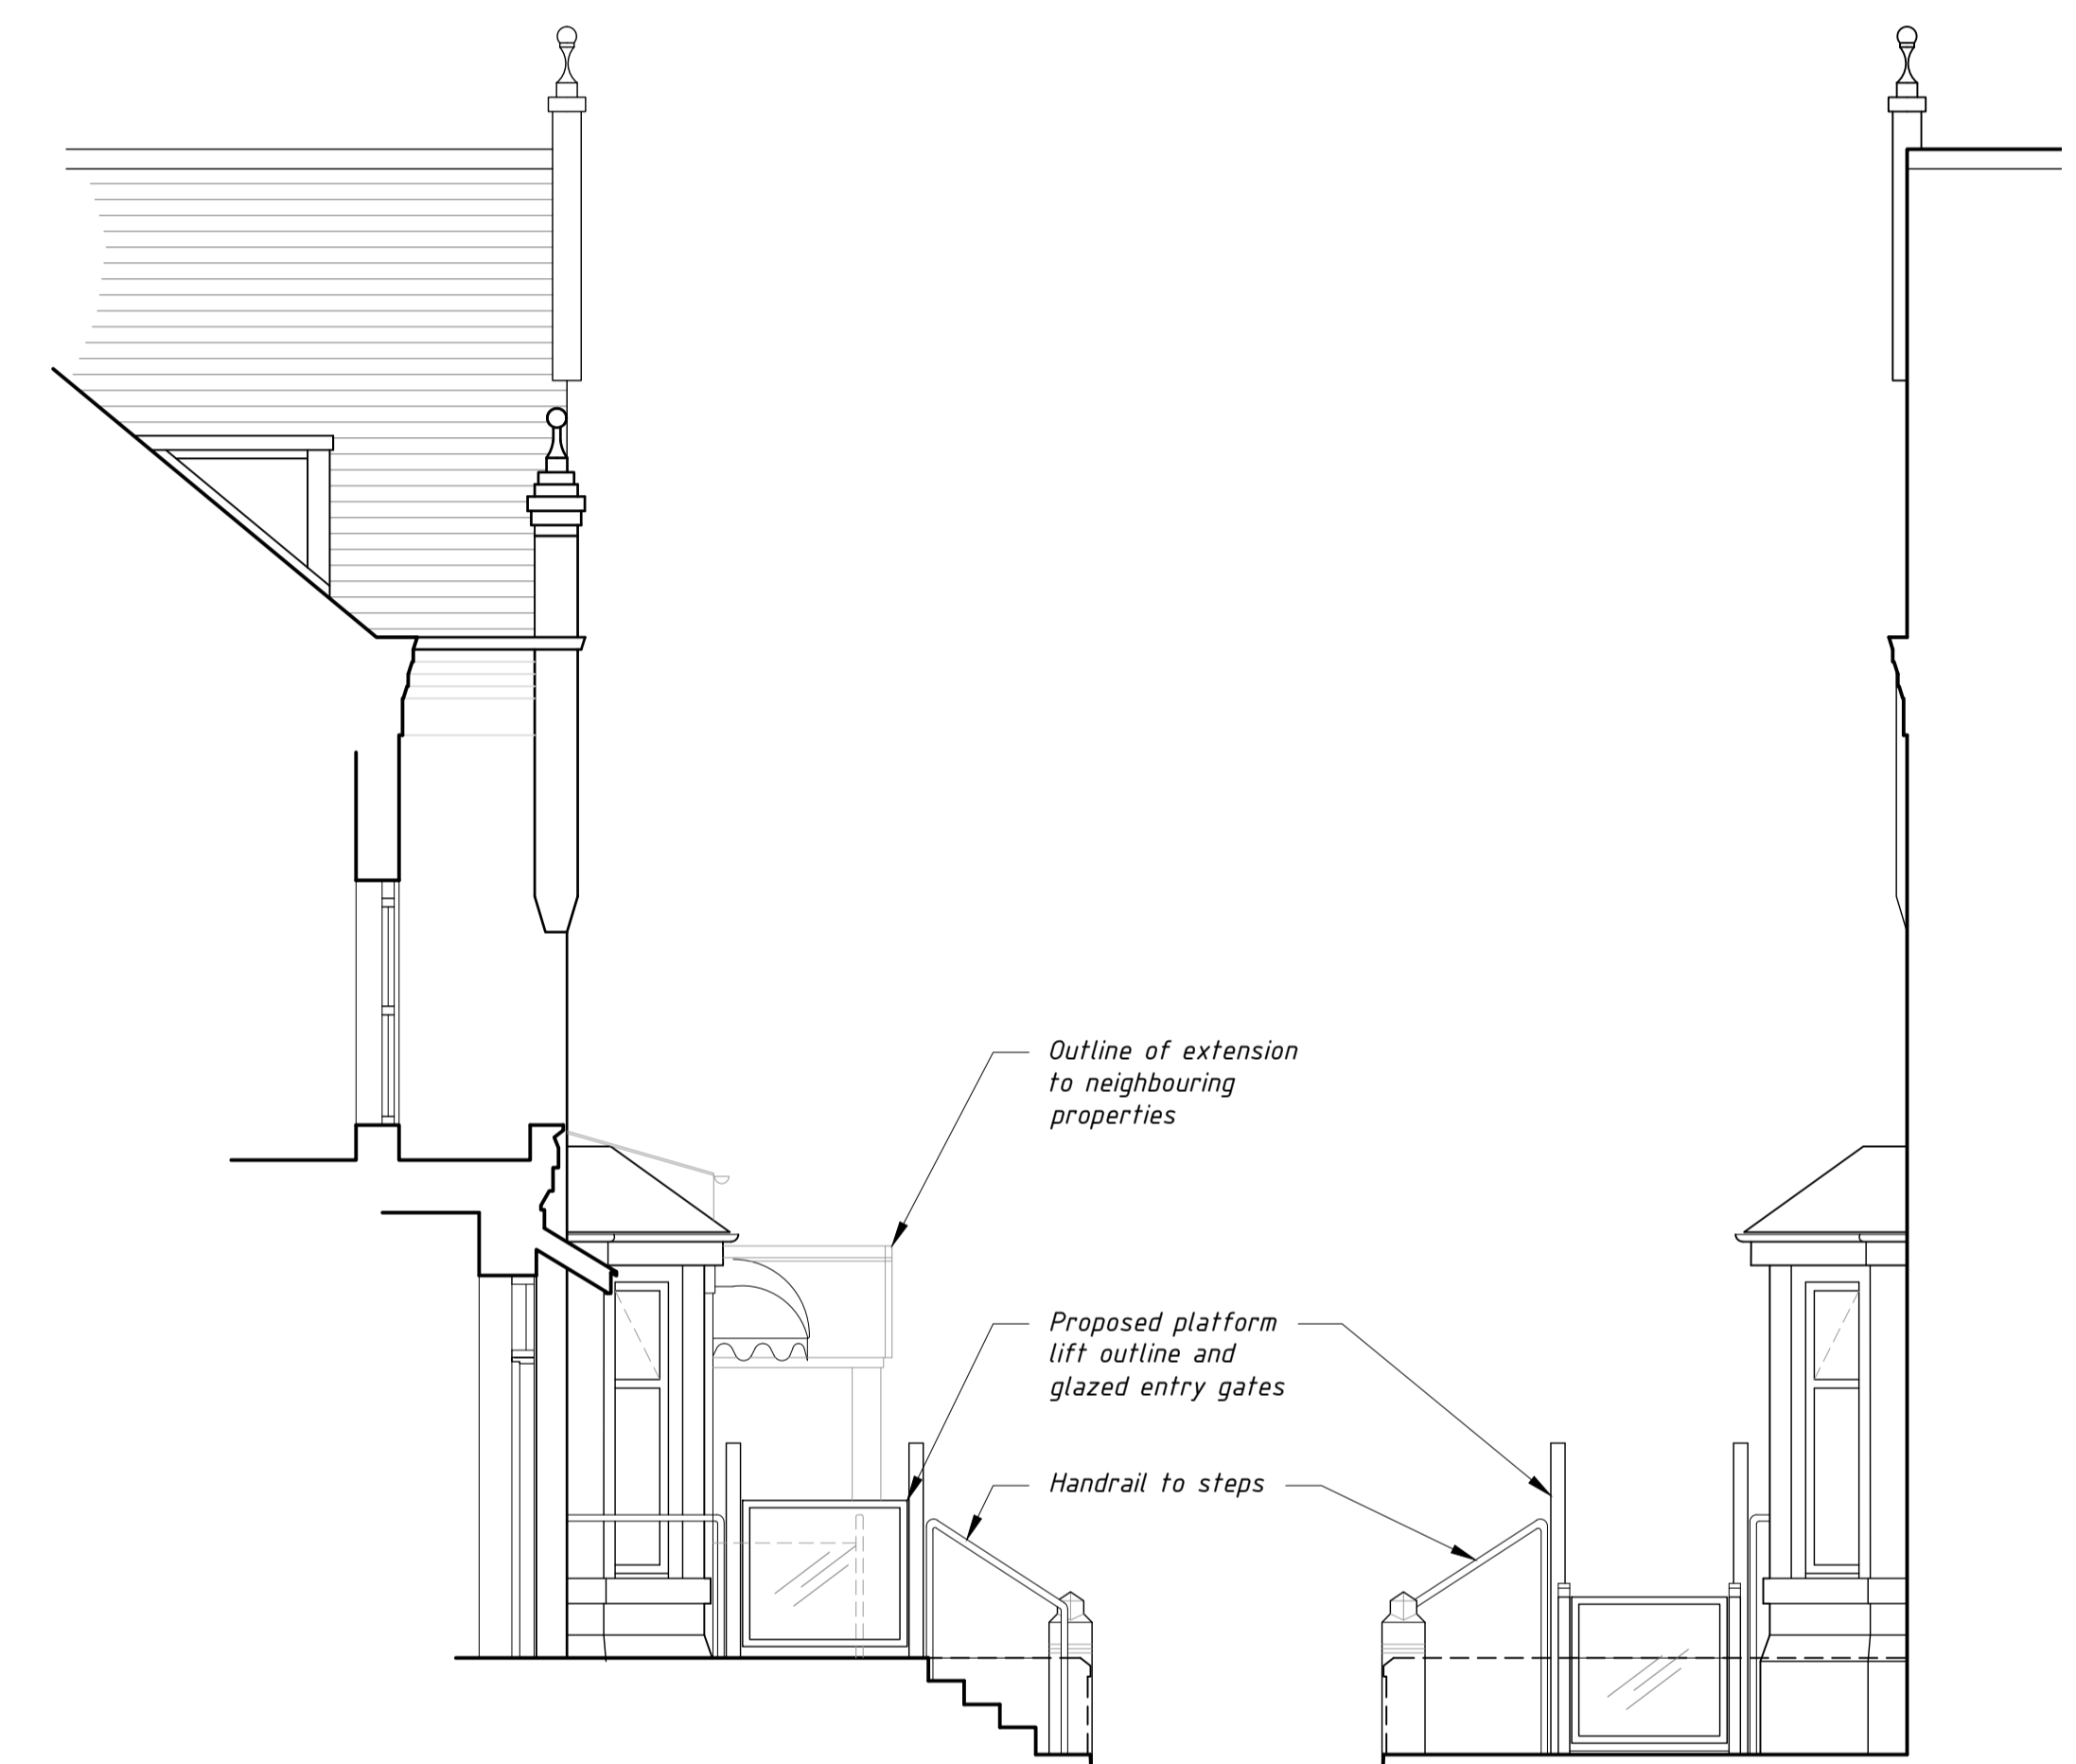 Outline of extension
to neighbouring
properties
Proposed platform
lift outline and
glazed entry gates
Handrail to steps